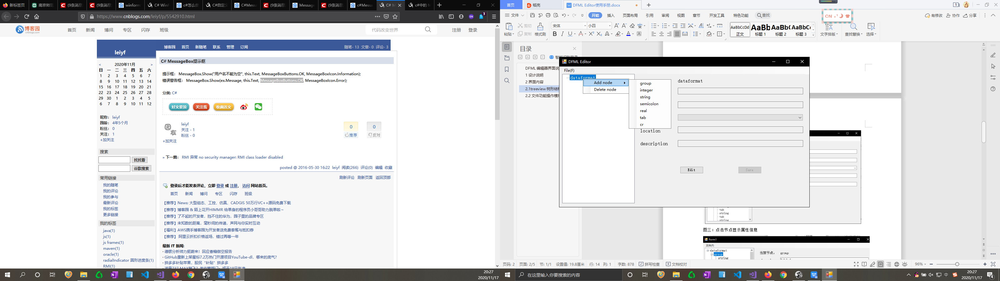 新标签页
南京师范
(9条消息
(9条消息
winform
C# WinF
c#怎么使
C#自定义
C#Messa
(9条消息
Message
(9条消息
c#Messa
C# M
c#中的 M
https://www.cnblogs.com/leiyf/p/5542910.html
博客园
cnblogs.com
首页 新闻 博问 专区 闪存 班级
代码改变世界
注册 登录
leiyf
博客园 首页 新随笔 联系 管理 订阅
随笔- 13 文章- 0 评论- 3
< 2020年11月 >
日 一 二 三 四 五 六
1 2 3 4 5 6 7
8 9 10 11 12 13 14
15 16 17 18 19 20 21
22 23 24 25 26 27 28
29 30 1 2 3 4 5
6 7 8 9 10 11 12
昵称: leiyf
园龄: 4年5个月
粉丝: 0
关注: 1
+加关注
搜索
找找看
谷歌搜索
常用链接
我的随笔
我的评论
我的参与
最新评论
我的标签
更多链接
我的标签
java(1)
js(1)
js frames(1)
maven(1)
oracle(1)
radialIndicator 圆形进度条(1)
RMI(1)
C# MessageBox提示框
提示框: MessageBox.Show("用户名不能为空", this.Text, MessageBoxButtons.OK, MessageBoxIcon.Information);
错误警告框: MessageBox.Show(ex.Message, this.Text, MessageBoxButtons.OK, MessageBoxIcon.Error);
分类: C#
好文要顶 关注我 收藏该文
leiyf
关注 - 1
粉丝 - 0
+加关注
0 0
推荐 反对
» 下一篇: RMI 异常 no security manager: RMI class loader disabled
posted @ 2016-05-30 16:22 leiyf 阅读(266) 评论(0) 编辑 收藏
刷新评论 刷新页面 返回顶部
登录后才能发表评论，立即 登录 或 注册， 访问 网站首页。
首页 新闻 博问 专区 闪存 班级
【推荐】News: 大型组态、工控、仿真、CADGIS 50万行VC++源码免费下载
【推荐】博客园 & 陌上花开HIMMR 给单身的程序员小哥哥助力脱单啦～
【推荐】了不起的开发者，挡不住的华为，园子里的品牌专区
【推荐】未知数的距离，毫秒间的传递，声网与你实时互动
【福利】AWS携手博客园为开发者送免费套餐与抵扣券
【推荐】 阿里云折扣价格返场，错过再等一年
最新 IT 新闻:
· 德银分析师力挺蔚来！回应香橼做空报告
· GitHub重新上架星标7.2万热门开源项目YouTube-dl，哪来的底气？
· 拼多多补贴苹果，股民“补贴”拼多多
20:27
2020/11/17
首页 稻壳 DFML Editor使用手册.docx
文件 开始 插入 页面布局 引用 审阅 视图 章节 开发工具 特色功能 查找
CN
有修改 协作 分享
粘贴 剪切 复制 格式刷
宋体 小四
AaBbCcDd AaBb AaBb( AaBbC
正文 标题 1 标题 2 标题 3
文字排版 查找替换 选择
目录
智能识别目录
DFML 编辑器界面说
1 设计说明
2 界面内容
2.1treeview 树形结构
2.2 文件功能操作模块
DFML Editor
File(F)
dataformat
Add node
Delete node
group
integer
string
semicolon
real
tab
cr
dataformat
location
description
Edit Save
tab
string
tab
string
图三：点击节点显示属性信息
Form1
文件(F)
dataformat
group
string
当前节点: group
页码: 2 页面: 2/5 节: 1/1 设置值: 19.8厘米 行: 14 列: 1 字数: 878 拼写检查 文档校对
96%
在这里输入你要搜索的内容
中
20:27
2020/11/17